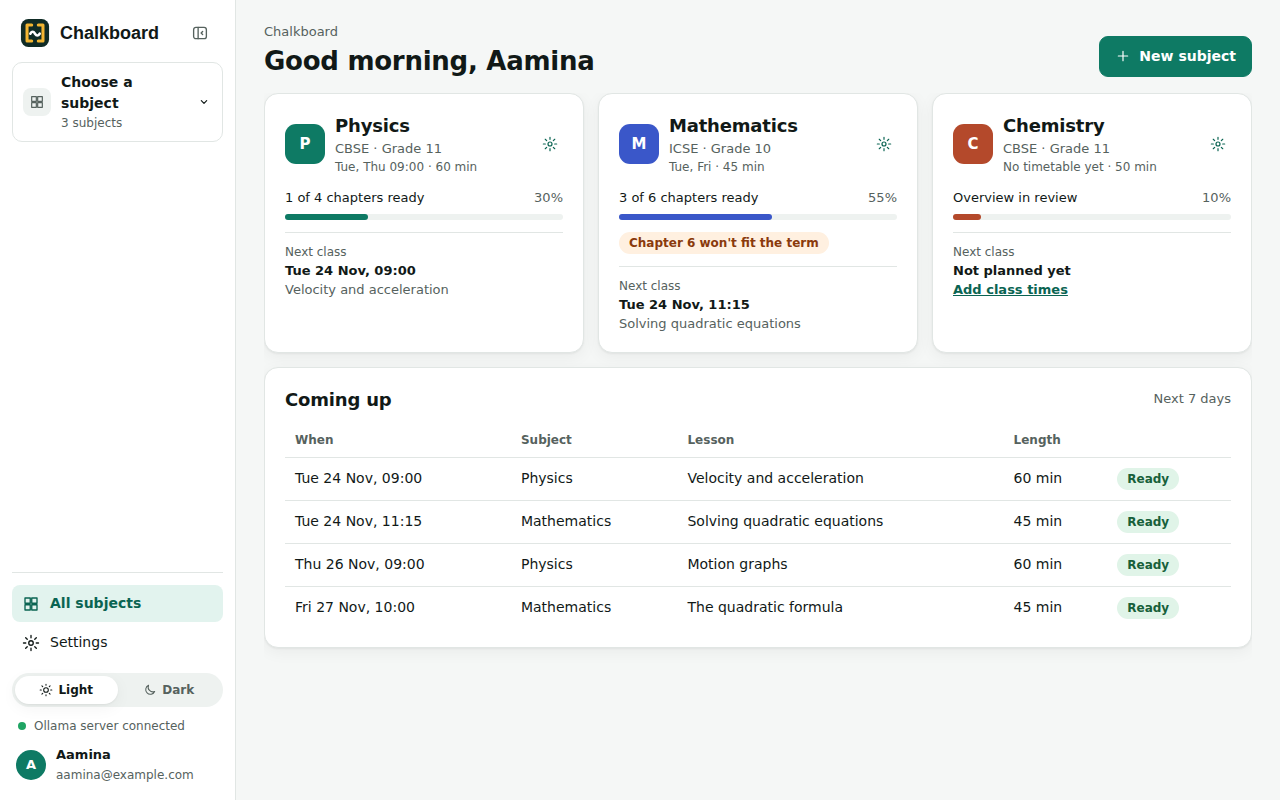 Chalkboard
Choose a
subject
3 subjects
All subjects
Settings
Light
Dark
Ollama server connected
A
Aamina
aamina@example.com
Chalkboard
Good morning, Aamina
New subject
P
Physics
CBSE · Grade 11
Tue, Thu 09:00 · 60 min
1 of 4 chapters ready 30%
Next class
Tue 24 Nov, 09:00
Velocity and acceleration
M
Mathematics
ICSE · Grade 10
Tue, Fri · 45 min
3 of 6 chapters ready 55%
Chapter 6 won't fit the term
Next class
Tue 24 Nov, 11:15
Solving quadratic equations
C
Chemistry
CBSE · Grade 11
No timetable yet · 50 min
Overview in review 10%
Next class
Not planned yet
Add class times
Coming up Next 7 days
When Subject Lesson Length
Tue 24 Nov, 09:00 Physics Velocity and acceleration 60 min Ready
Tue 24 Nov, 11:15 Mathematics Solving quadratic equations 45 min Ready
Thu 26 Nov, 09:00 Physics Motion graphs 60 min Ready
Fri 27 Nov, 10:00 Mathematics The quadratic formula 45 min Ready